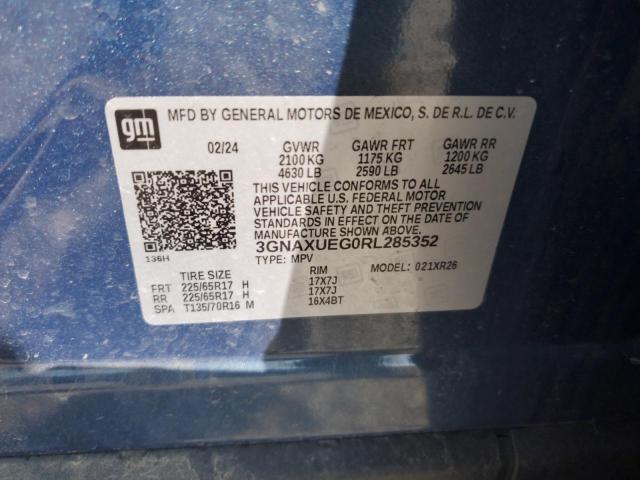 gm
MFD BY GENERAL MOTORS DE MEXICO, S. DE R.L. DE C.V.
02/24 GVWR GAWR FRT GAWR RR
2100 KG 1175 KG 1200 KG
4630 LB 2590 LB 2645 LB
THIS VEHICLE CONFORMS TO ALL
APPLICABLE U.S. FEDERAL MOTOR
VEHICLE SAFETY AND THEFT PREVENTION
STANDARDS IN EFFECT ON THE DATE OF
MANUFACTURE SHOWN ABOVE.
136H 3GNAXUEG0RL285352
TYPE: MPV MODEL: 021XR26
TIRE SIZE RIM
FRT 225/65R17 H 17X7J
RR 225/65R17 H 17X7J
SPA T135/70R16 M 16X4BT